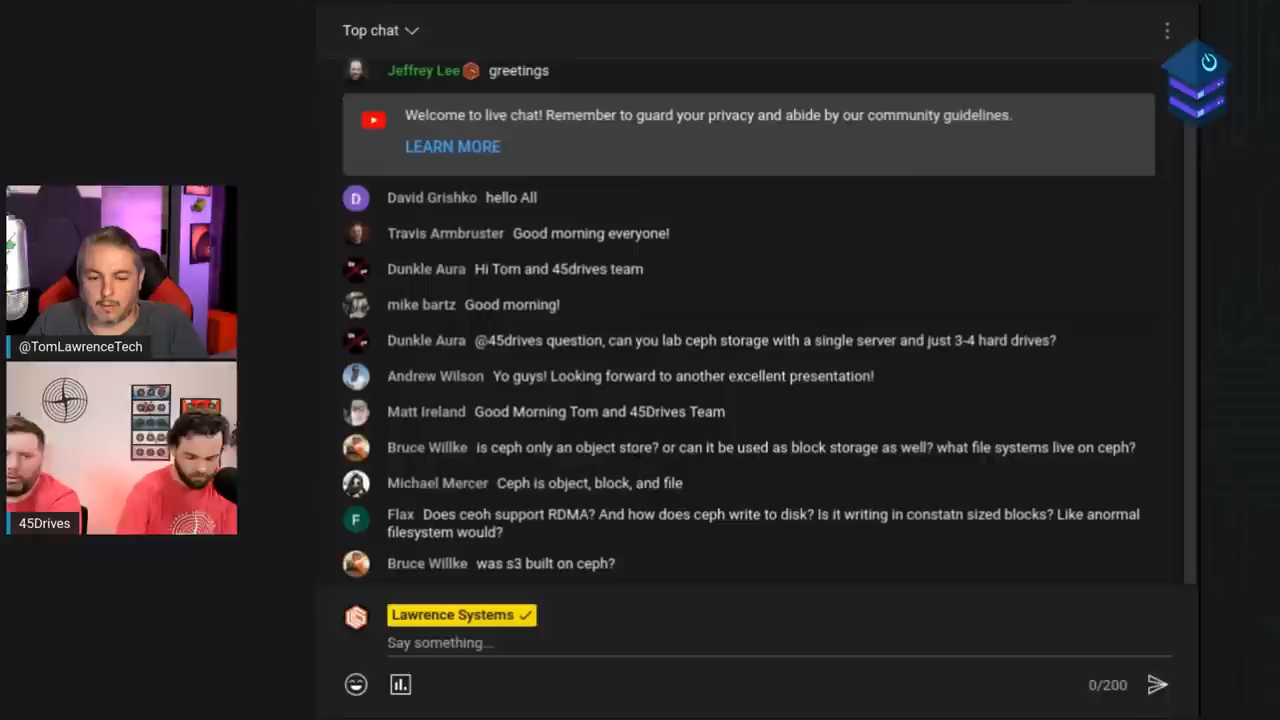 Top chat
Jeffrey Lee greetings
Welcome to live chat! Remember to guard your privacy and abide by our community guidelines.
LEARN MORE
D David Grishko hello All
Travis Armbruster Good morning everyone!
Dunkle Aura Hi Tom and 45drives team
mike bartz Good morning!
Dunkle Aura @45drives question, can you lab ceph storage with a single server and just 3-4 hard drives?
Andrew Wilson Yo guys! Looking forward to another excellent presentation!
Matt Ireland Good Morning Tom and 45Drives Team
Bruce Willke is ceph only an object store? or can it be used as block storage as well? what file systems live on ceph?
Michael Mercer Ceph is object, block, and file
F Flax Does ceoh support RDMA? And how does ceph write to disk? Is it writing in constatn sized blocks? Like anormal
filesystem would?
Bruce Willke was s3 built on ceph?
Lawrence Systems
Say something...
0/200
@TomLawrenceTech
45Drives